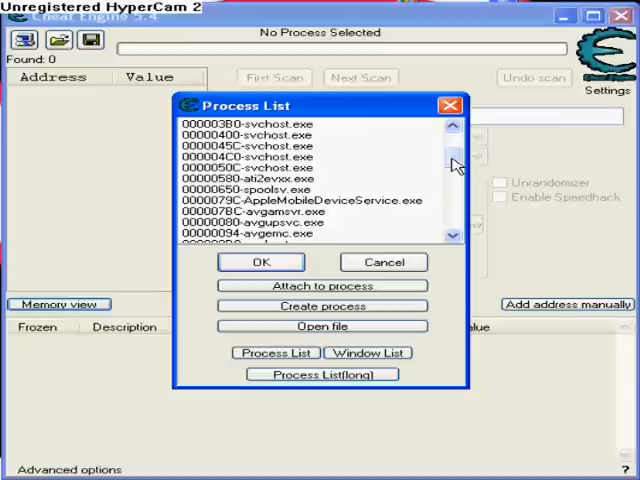 Unregistered HyperCam 2
Cheat Engine 5.4
No Process Selected
Found: 0
Address
Value
First Scan
Next Scan
Undo scan
Settings
Process List
000003B0-svchost.exe
00000400-svchost.exe
0000045C-svchost.exe
000004C0-svchost.exe
0000050C-svchost.exe
00000580-ati2evxx.exe
00000650-spoolsv.exe
0000079C-AppleMobileDeviceService.exe
000007BC-avgamsvr.exe
00000080-avgupsvc.exe
00000094-avgemc.exe
Unrandomizer
Enable Speedhack
OK
Cancel
Attach to process
Create process
Open file
Process List
Window List
Process List(long)
Memory view
Add address manually
Frozen
Description
alue
Advanced options
?